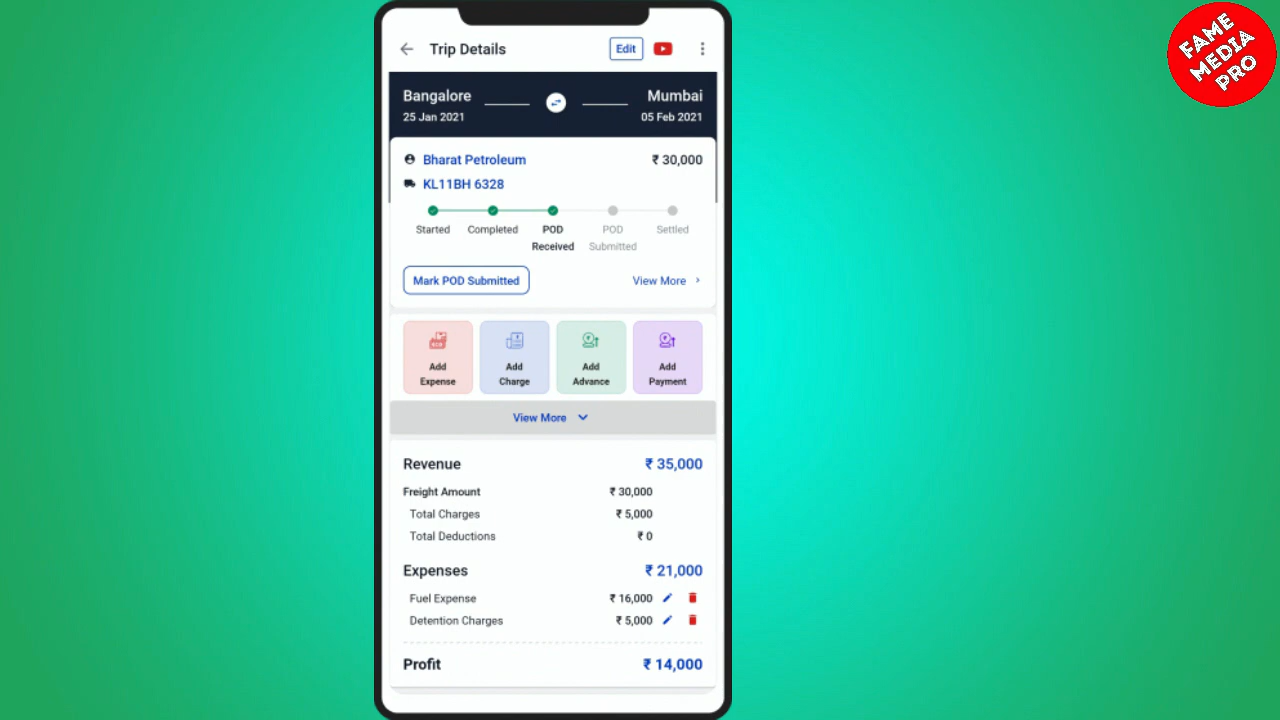 FAME
MEDIA
PRO
Trip Details
Edit
Bangalore
Mumbai
25 Jan 2021
05 Feb 2021
Bharat Petroleum
₹ 30,000
KL11BH 6328
Started
Completed
POD
Received
POD
Submitted
Settled
Mark POD Submitted
View More
Add
Expense
Add
Charge
Add
Advance
Add
Payment
View More
Revenue
₹ 35,000
Freight Amount
₹ 30,000
Total Charges
₹ 5,000
Total Deductions
₹ 0
Expenses
₹ 21,000
Fuel Expense
₹ 16,000
Detention Charges
₹ 5,000
Profit
₹ 14,000